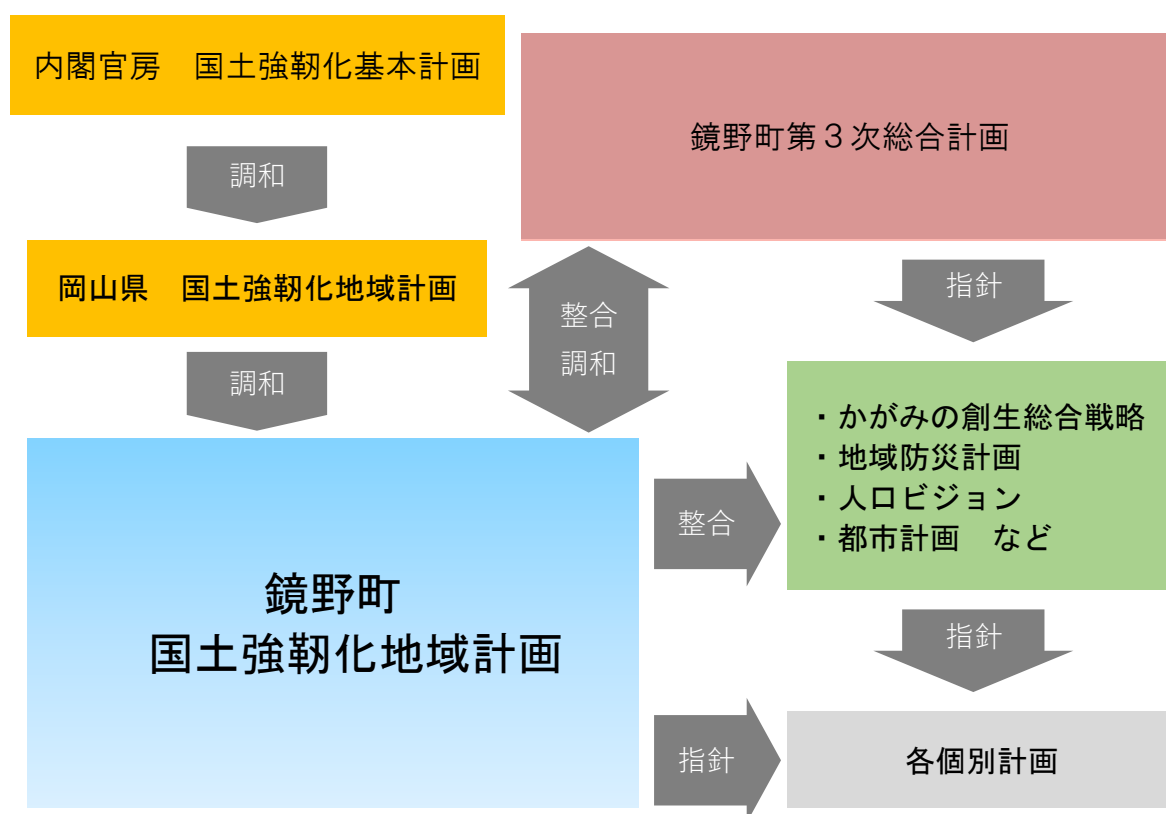 内閣官房　国土強靭化基本計画
調和
岡山県　国土強靭化地域計画
調和
鏡野町
国土強靭化地域計画
鏡野町第３次総合計画
整合
調和
指針
・かがみの創生総合戦略
・地域防災計画
・人口ビジョン
・都市計画　など
整合
指針
指針
各個別計画